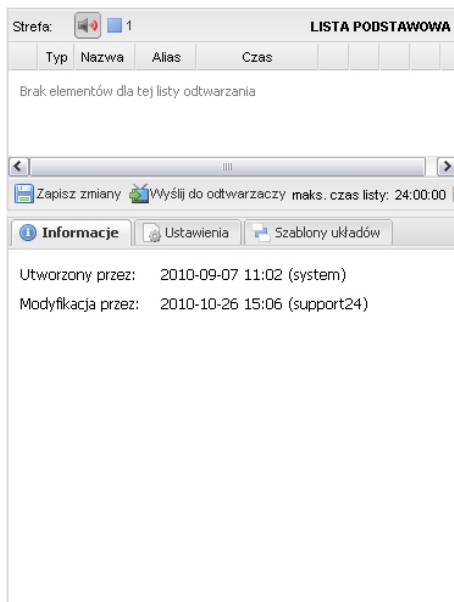 Strefa: 1 LISTA PODSTAWOWA
Typ Nazwa Alias Czas
Brak elementów dla tej listy odtwarzania
Zapisz zmiany Wyślij do odtwarzaczy maks. czas listy: 24:00:00
Informacje Ustawienia Szablony układów
Utworzony przez: 2010-09-07 11:02 (system)
Modyfikacja przez: 2010-10-26 15:06 (support24)